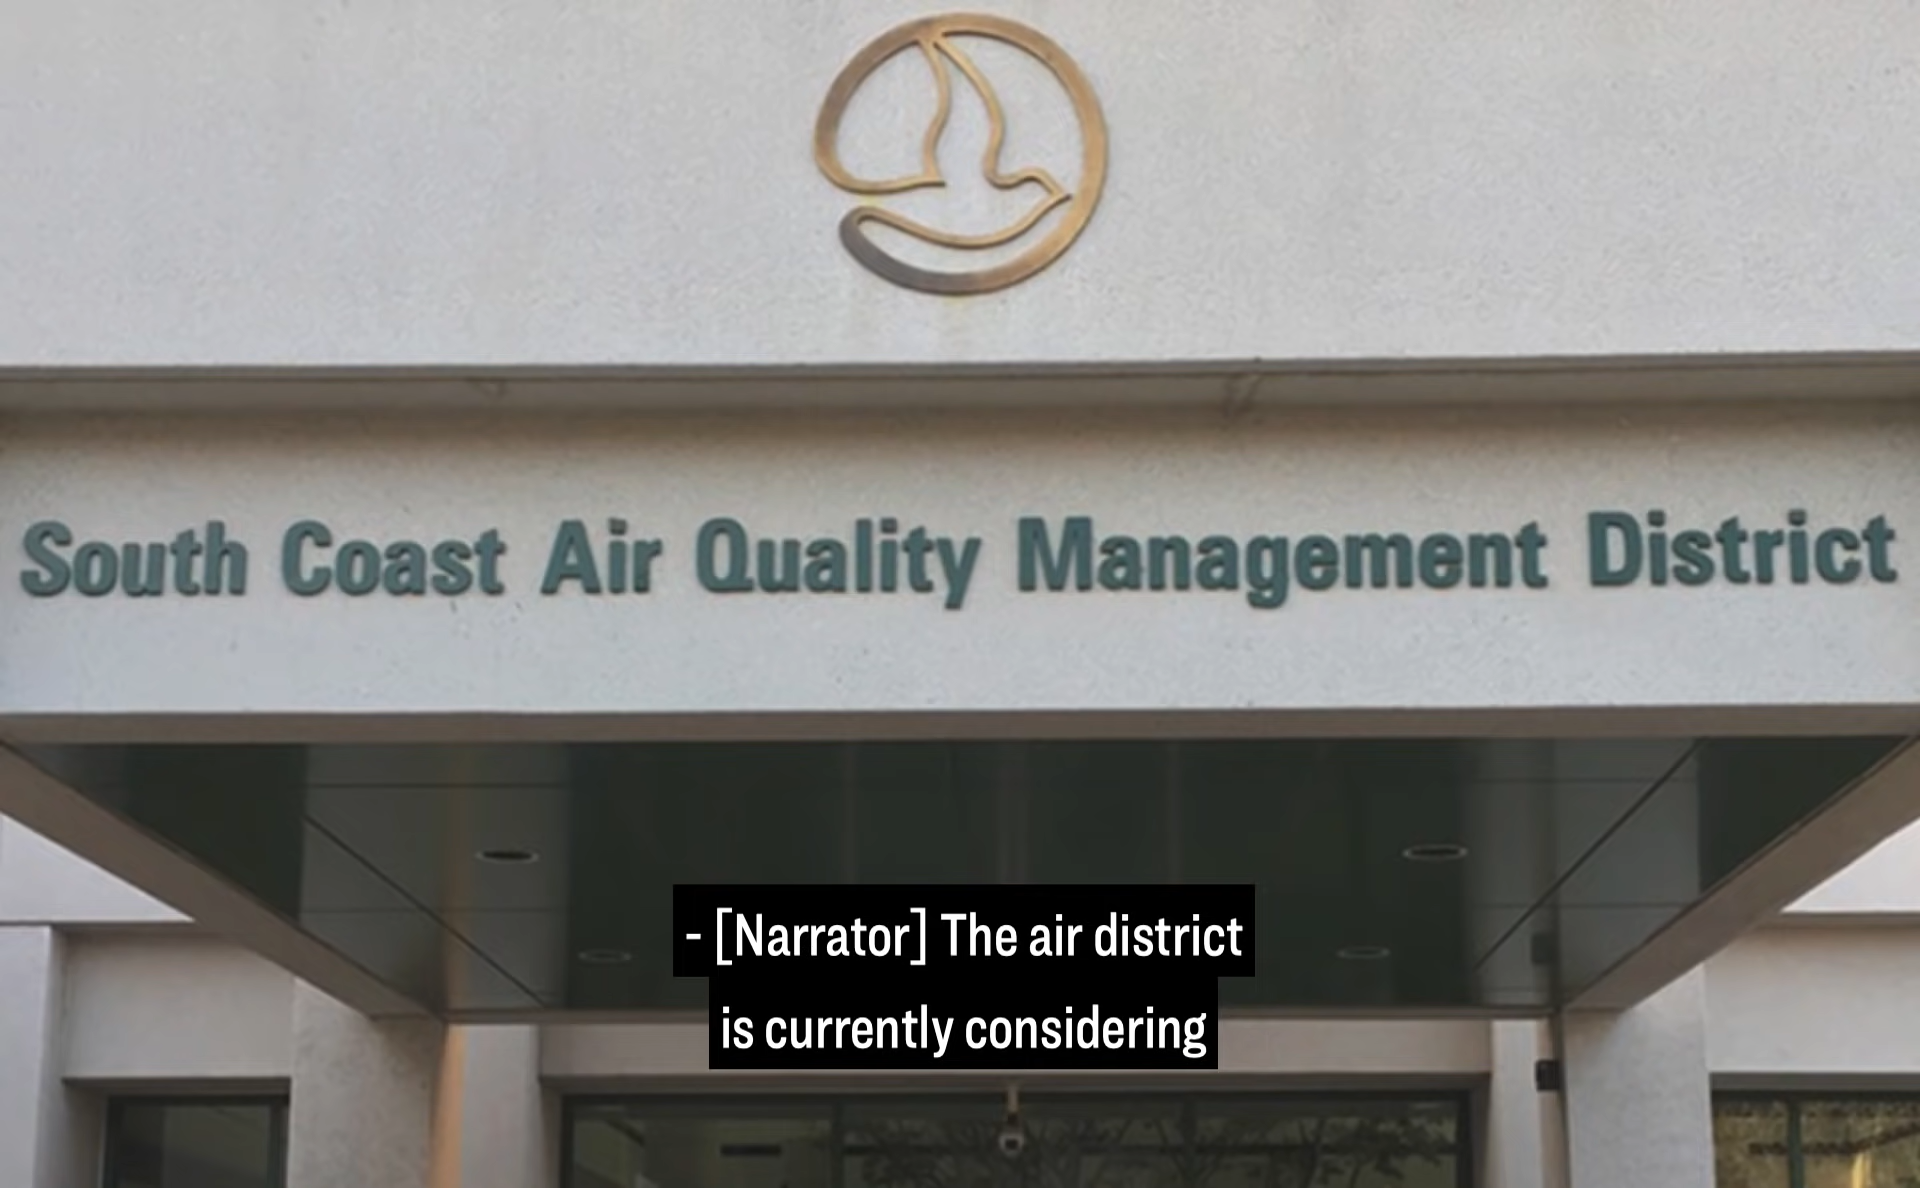 South Coast Air Quality Management District
- [Narrator] The air district
is currently considering